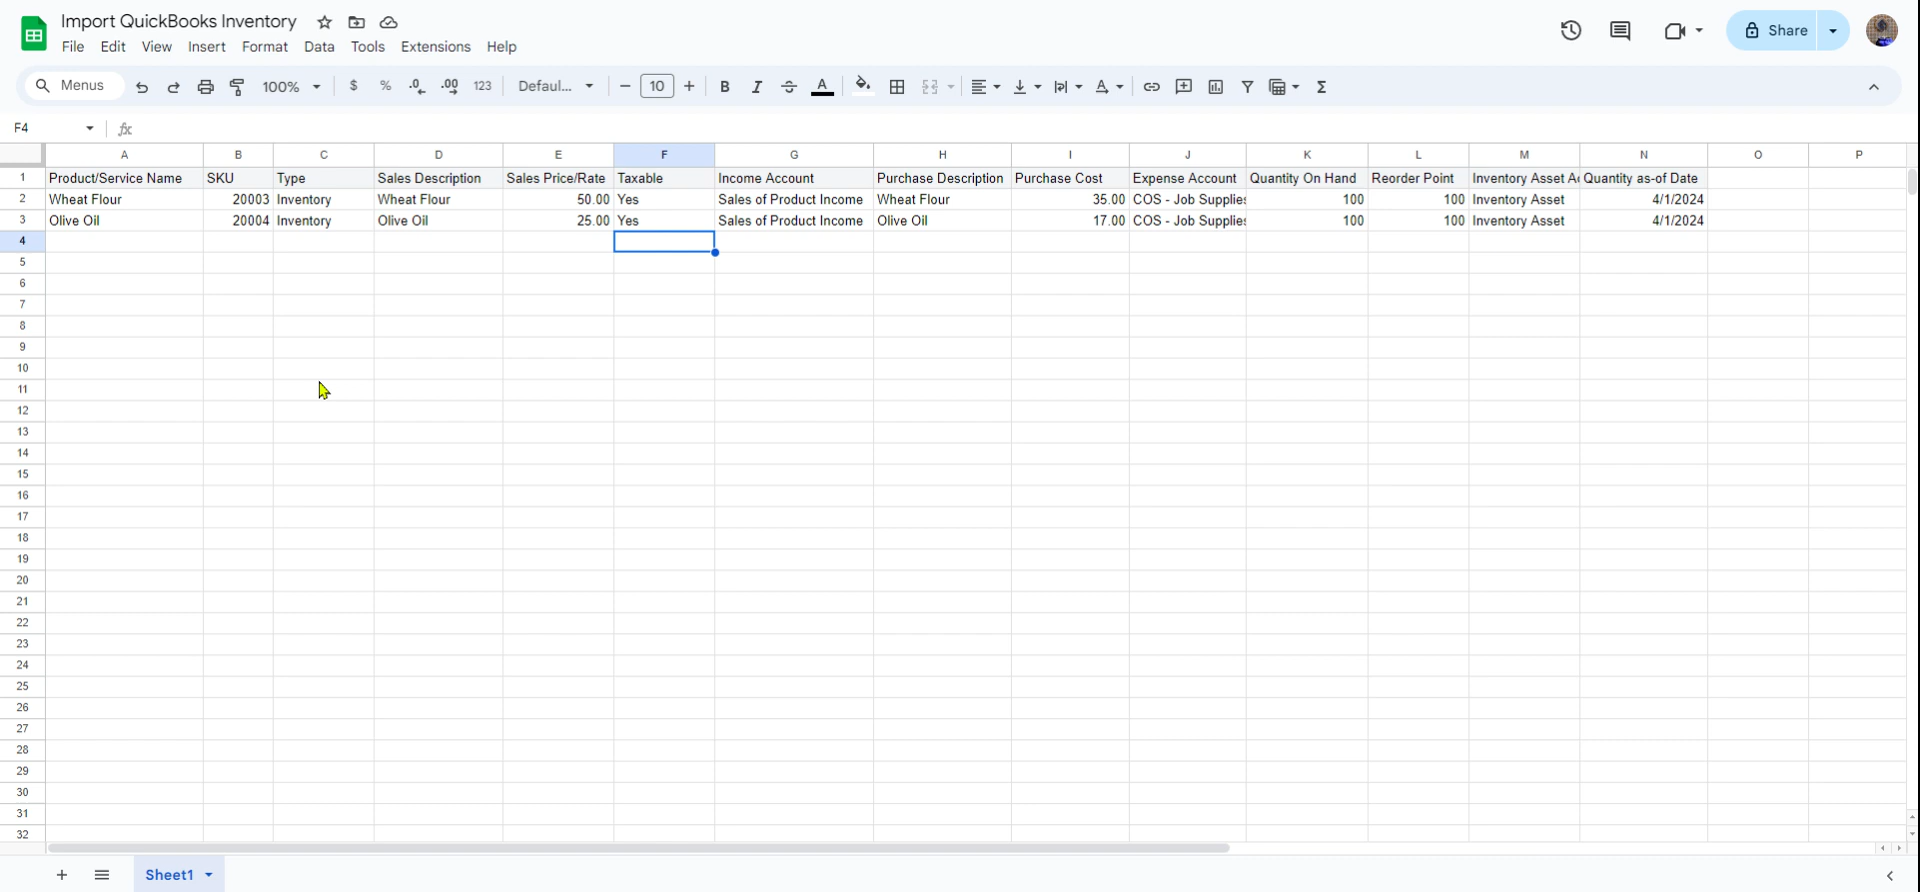 Import QuickBooks Inventory
File Edit View Insert Format Data Tools Extensions Help
Share
Menus 100% $ % .0 .00 123 Defaul... 10 B I A A Σ
F4 fx
A B C D E F G H I J K L M N O P
1 Product/Service Name SKU Type Sales Description Sales Price/Rate Taxable Income Account Purchase Description Purchase Cost Expense Account Quantity On Hand Reorder Point Inventory Asset A Quantity as-of Date
2 Wheat Flour 20003 Inventory Wheat Flour 50.00 Yes Sales of Product Income Wheat Flour 35.00 COS - Job Supplies 100 100 Inventory Asset 4/1/2024
3 Olive Oil 20004 Inventory Olive Oil 25.00 Yes Sales of Product Income Olive Oil 17.00 COS - Job Supplies 100 100 Inventory Asset 4/1/2024
4
5
6
7
8
9
10
11
12
13
14
15
16
17
18
19
20
21
22
23
24
25
26
27
28
29
30
31
32
Sheet1